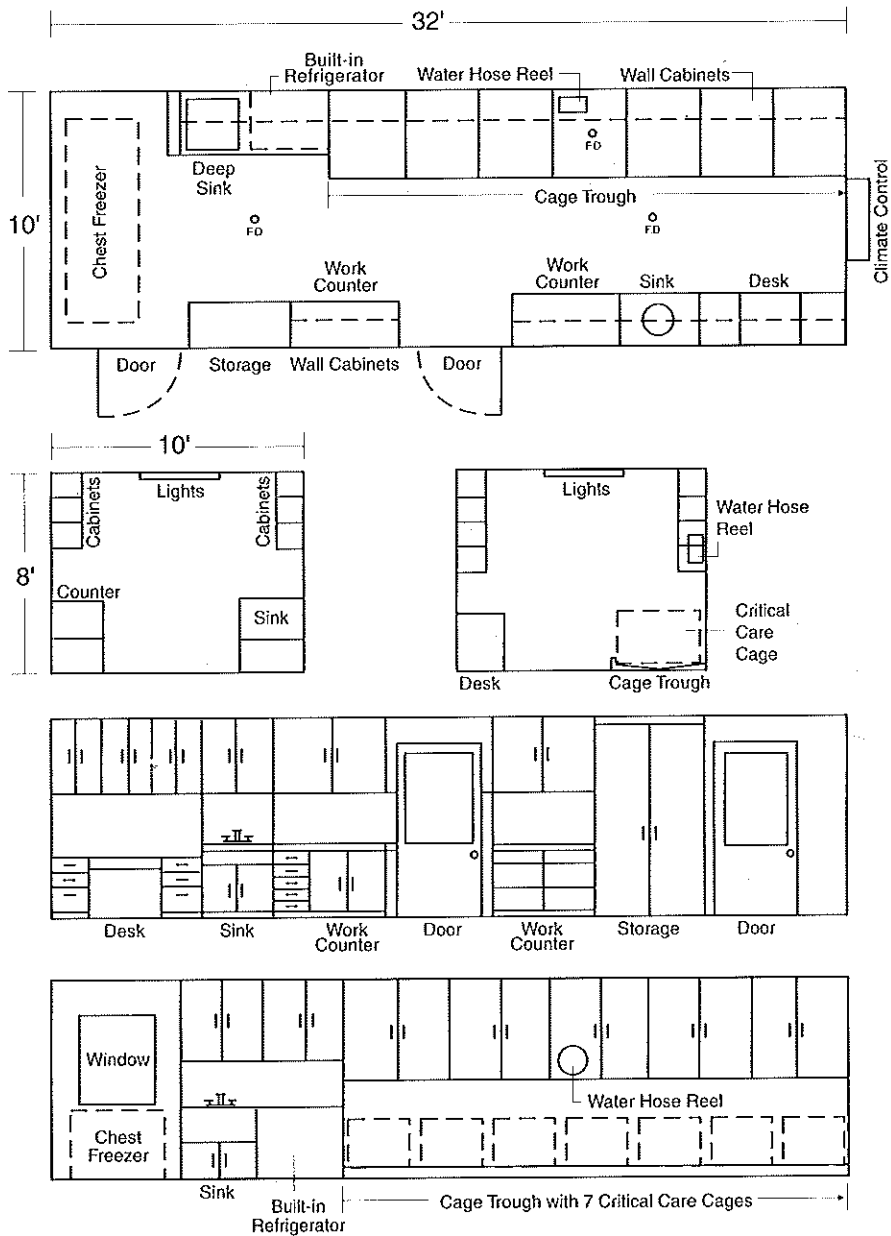 32'
Built-in
Refrigerator
Water Hose Reel
Wall Cabinets
10'
Chest Freezer
Deep
Sink
F.D
F.D
Cage Trough
F.D
Climate Control
Work
Counter
Work
Counter
Sink
Desk
Door
Storage
Wall Cabinets
Door
10'
8'
Lights
Cabinets
Cabinets
Counter
Sink
Lights
Water Hose
Reel
Critical
Care
Cage
Desk
Cage Trough
Desk
Sink
Work
Counter
Door
Work
Counter
Storage
Door
Window
Chest
Freezer
Water Hose Reel
Sink
Built-in
Refrigerator
Cage Trough with 7 Critical Care Cages